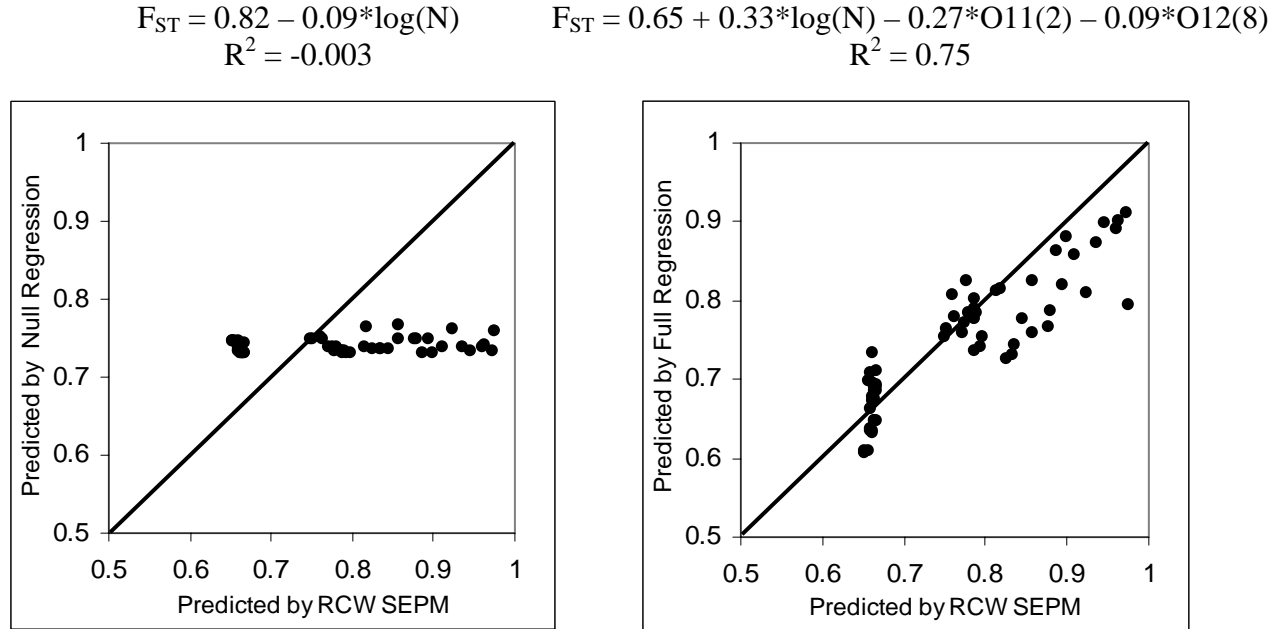 F_ST = 0.82 – 0.09*log(N)
R² = -0.003
F_ST = 0.65 + 0.33*log(N) – 0.27*O11(2) – 0.09*O12(8)
R² = 0.75
Predicted by Null Regression
1
0.9
0.8
0.7
0.6
0.5
0.5 0.6 0.7 0.8 0.9 1
Predicted by RCW SEPM
Predicted by Full Regression
1
0.9
0.8
0.7
0.6
0.5
0.5 0.6 0.7 0.8 0.9 1
Predicted by RCW SEPM